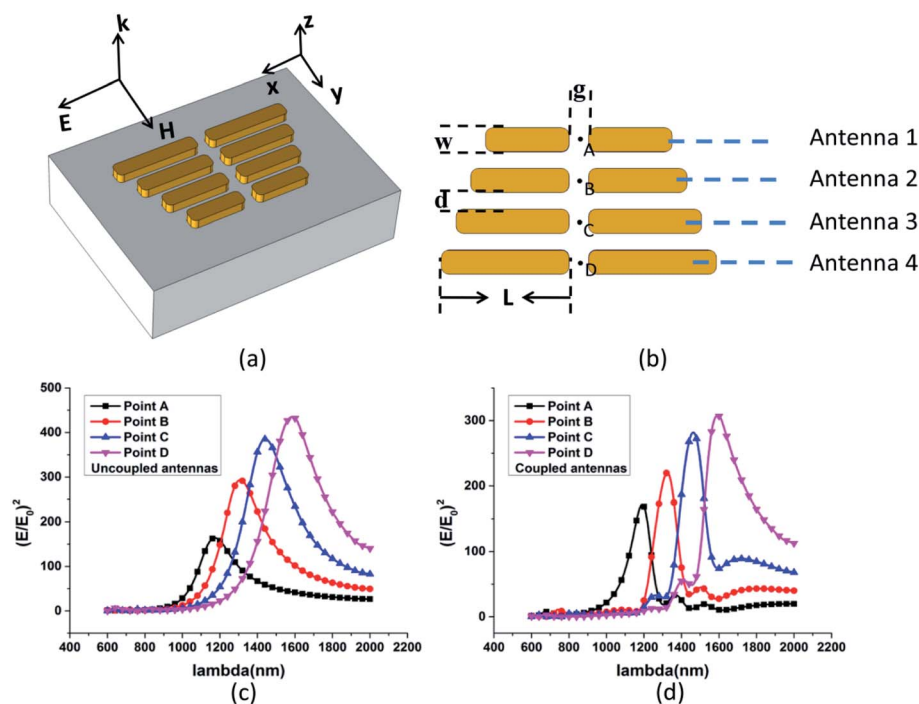 k
E
H
z
x
y
(a)
g
w
A
Antenna 1
B
Antenna 2
d
C
Antenna 3
D
Antenna 4
L
(b)
Point A
Point B
Point C
Point D
Uncoupled antennas
(E/E₀)²
500
400
300
200
100
0
400 600 800 1000 1200 1400 1600 1800 2000 2200
lambda(nm)
(c)
Point A
Point B
Point C
Point D
Coupled antennas
(E/E₀)²
300
200
100
0
400 600 800 1000 1200 1400 1600 1800 2000 2200
lambda(nm)
(d)